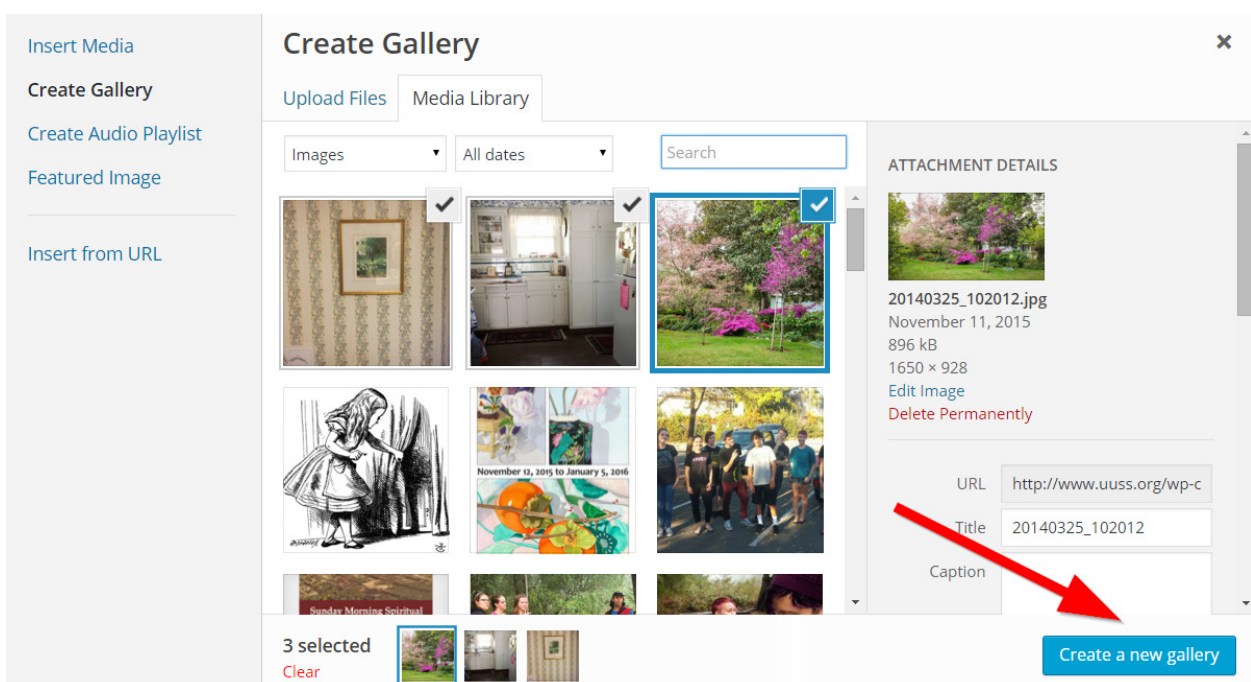 Insert Media
Create Gallery
Create Audio Playlist
Featured Image
Insert from URL
Create Gallery
Upload Files
Media Library
Images
All dates
Search
November 12, 2015 to January 5, 2016
Sunday Morning Spiritual
3 selected
Clear
ATTACHMENT DETAILS
20140325_102012.jpg
November 11, 2015
896 kB
1650 × 928
Edit Image
Delete Permanently
URL http://www.uuss.org/wp-c
Title 20140325_102012
Caption
Create a new gallery